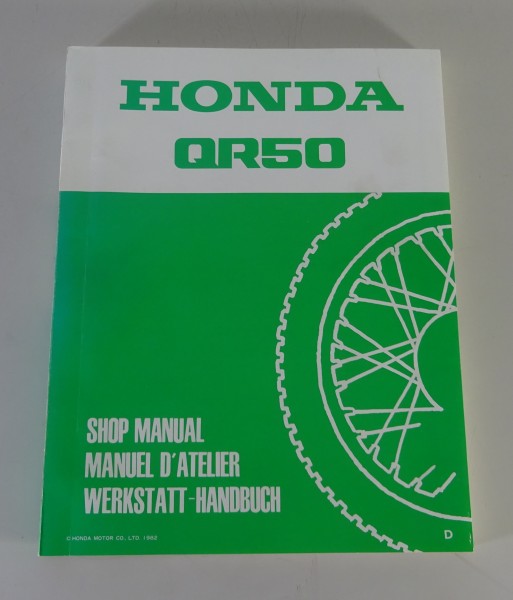 HONDA
QR50
SHOP MANUAL
MANUEL D'ATELIER
WERKSTATT-HANDBUCH
© HONDA MOTOR CO., LTD. 1982
D